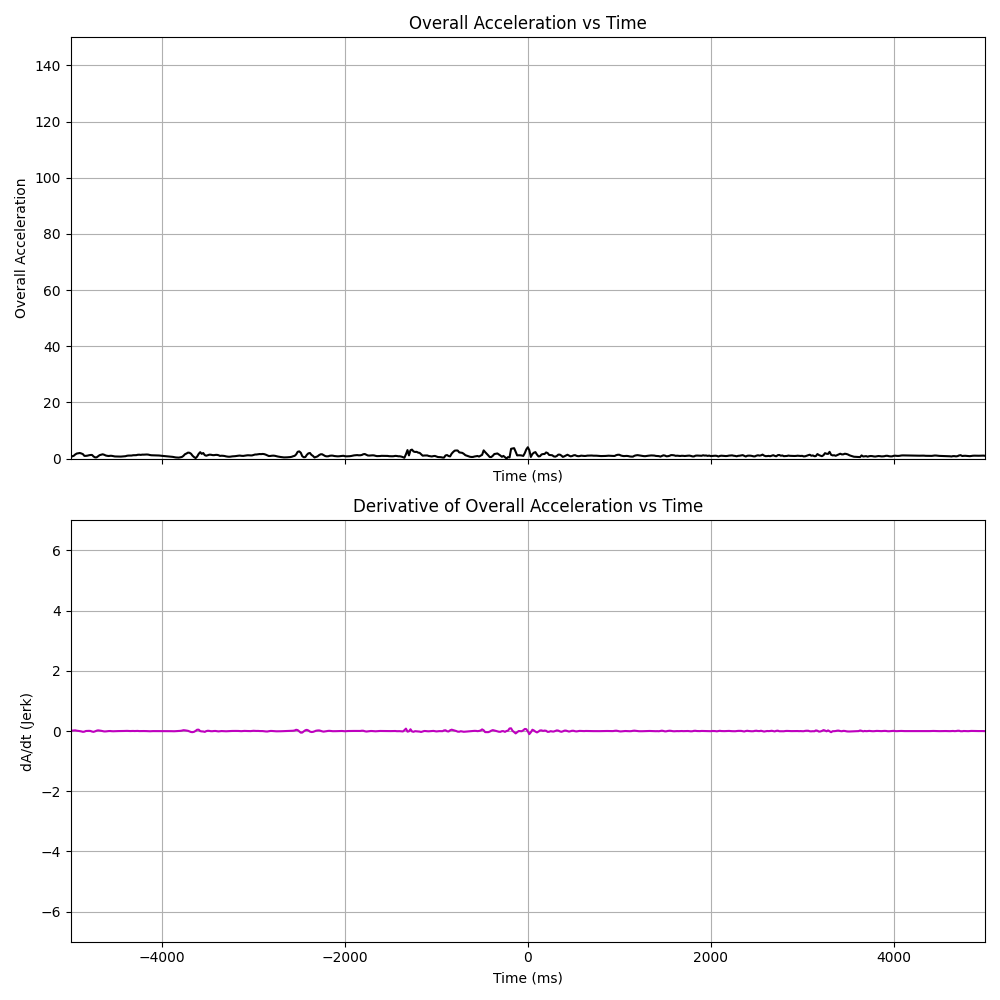 Overall Acceleration vs Time
140
120
100
80
60
40
20
0
Overall Acceleration
Time (ms)
Derivative of Overall Acceleration vs Time
6
4
2
0
−2
−4
−6
dA/dt (Jerk)
−4000 −2000 0 2000 4000
Time (ms)